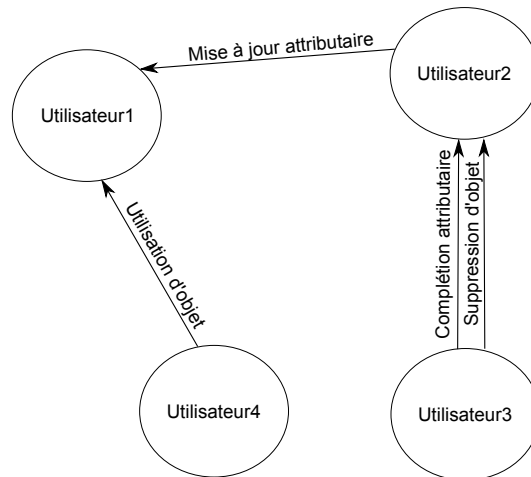 Mise à jour attributaire
Utilisateur1
Utilisateur2
Utilisation d'objet
Complétion attributaire
Suppression d'objet
Utilisateur4
Utilisateur3